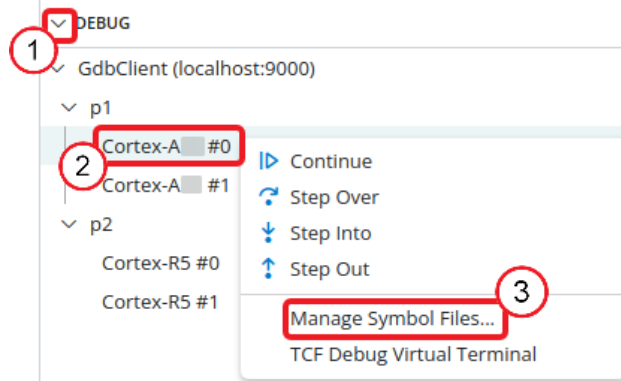 DEBUG
1
GdbClient (localhost:9000)
p1
Cortex-A #0
2
Cortex-A #1
p2
Cortex-R5 #0
Cortex-R5 #1
Continue
Step Over
Step Into
Step Out
3
Manage Symbol Files...
TCF Debug Virtual Terminal